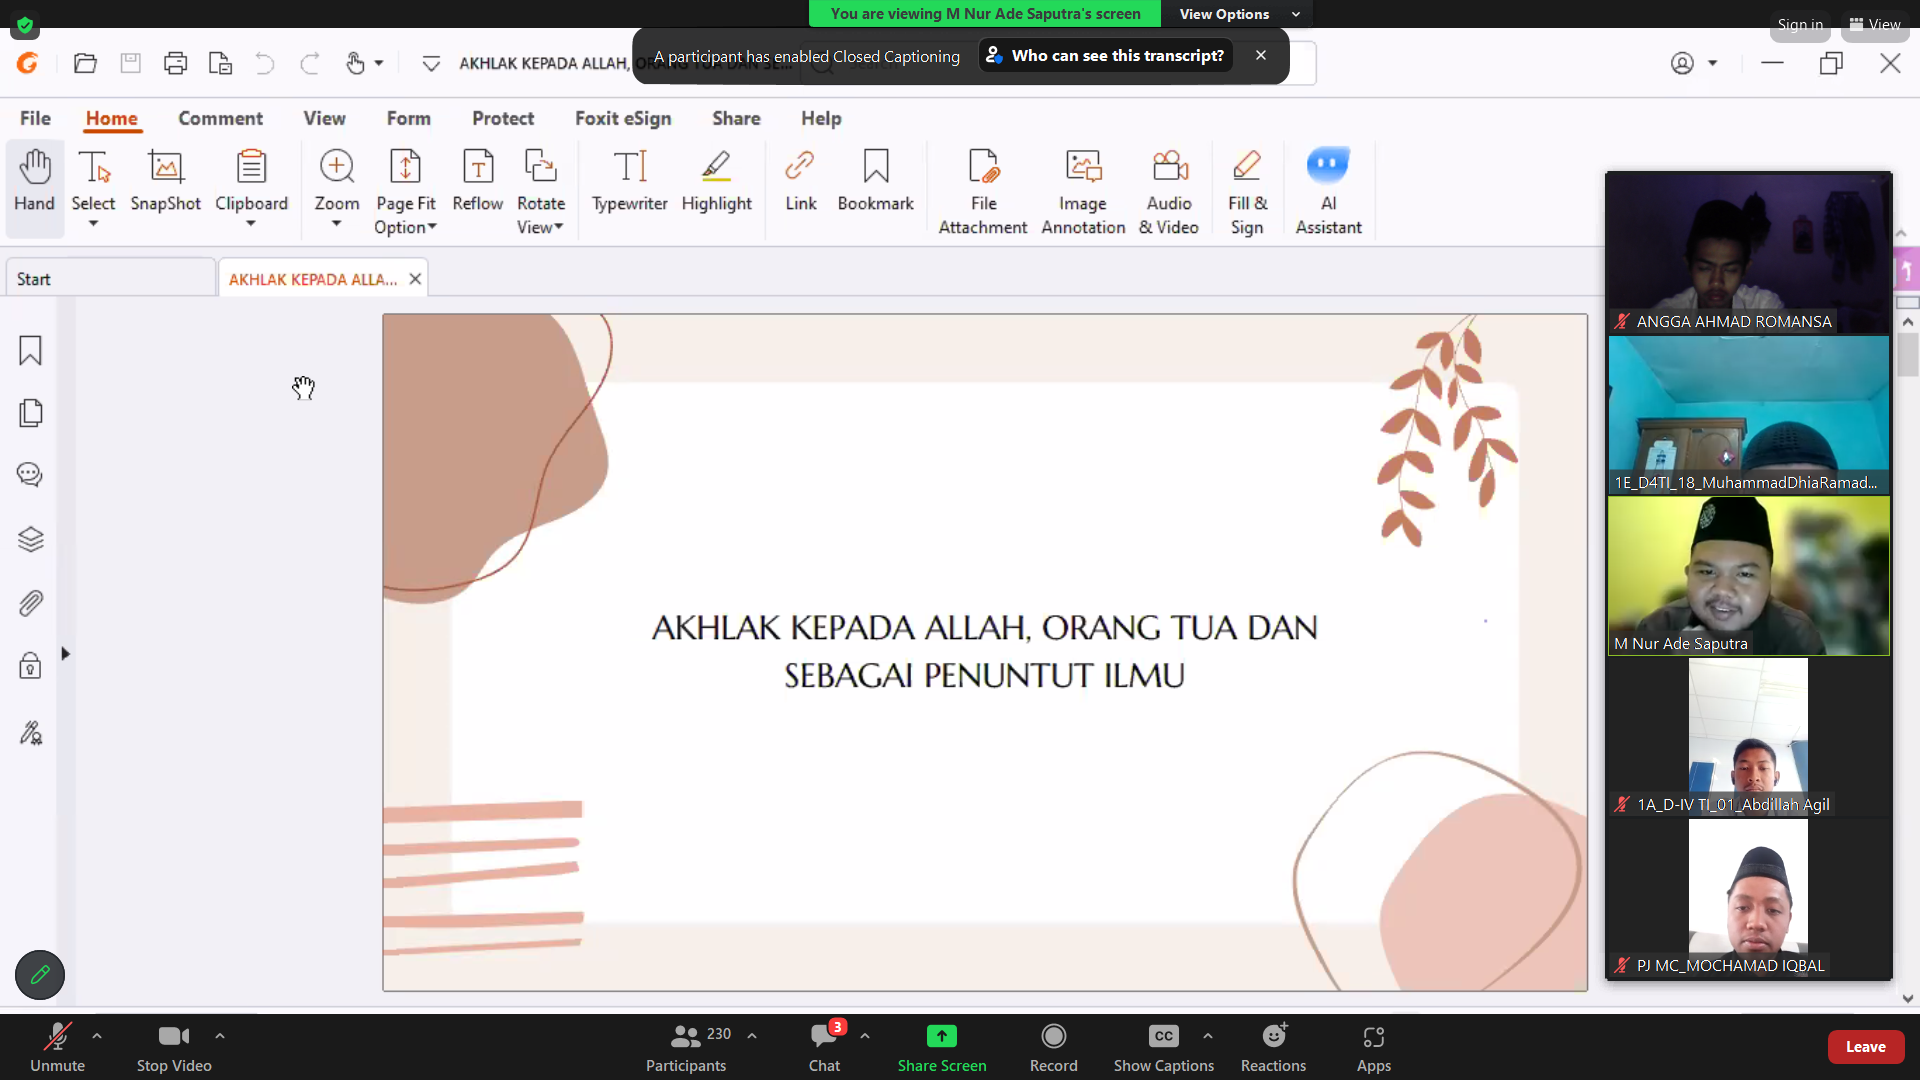 You are viewing M Nur Ade Saputra's screen
View Options
Sign in
View
A participant has enabled Closed Captioning
Who can see this transcript?
AKHLAK KEPADA ALLAH,
File
Home
Comment
View
Form
Protect
Foxit eSign
Share
Help
Hand
Select
SnapShot
Clipboard
Zoom
Page Fit
Option
Reflow
Rotate
View
Typewriter
Highlight
Link
Bookmark
File
Attachment
Image
Annotation
Audio
& Video
Fill &
Sign
AI
Assistant
Start
AKHLAK KEPADA ALLA...
AKHLAK KEPADA ALLAH, ORANG TUA DAN
SEBAGAI PENUNTUT ILMU
ANGGA AHMAD ROMANSA
1E_D4TI_18_MuhammadDhiaRamad...
M Nur Ade Saputra
1A_D-IV TI_01_Abdillah Agil
PJ MC_MOCHAMAD IQBAL
Unmute
Stop Video
230
Participants
3
Chat
Share Screen
Record
CC
Show Captions
Reactions
Apps
Leave